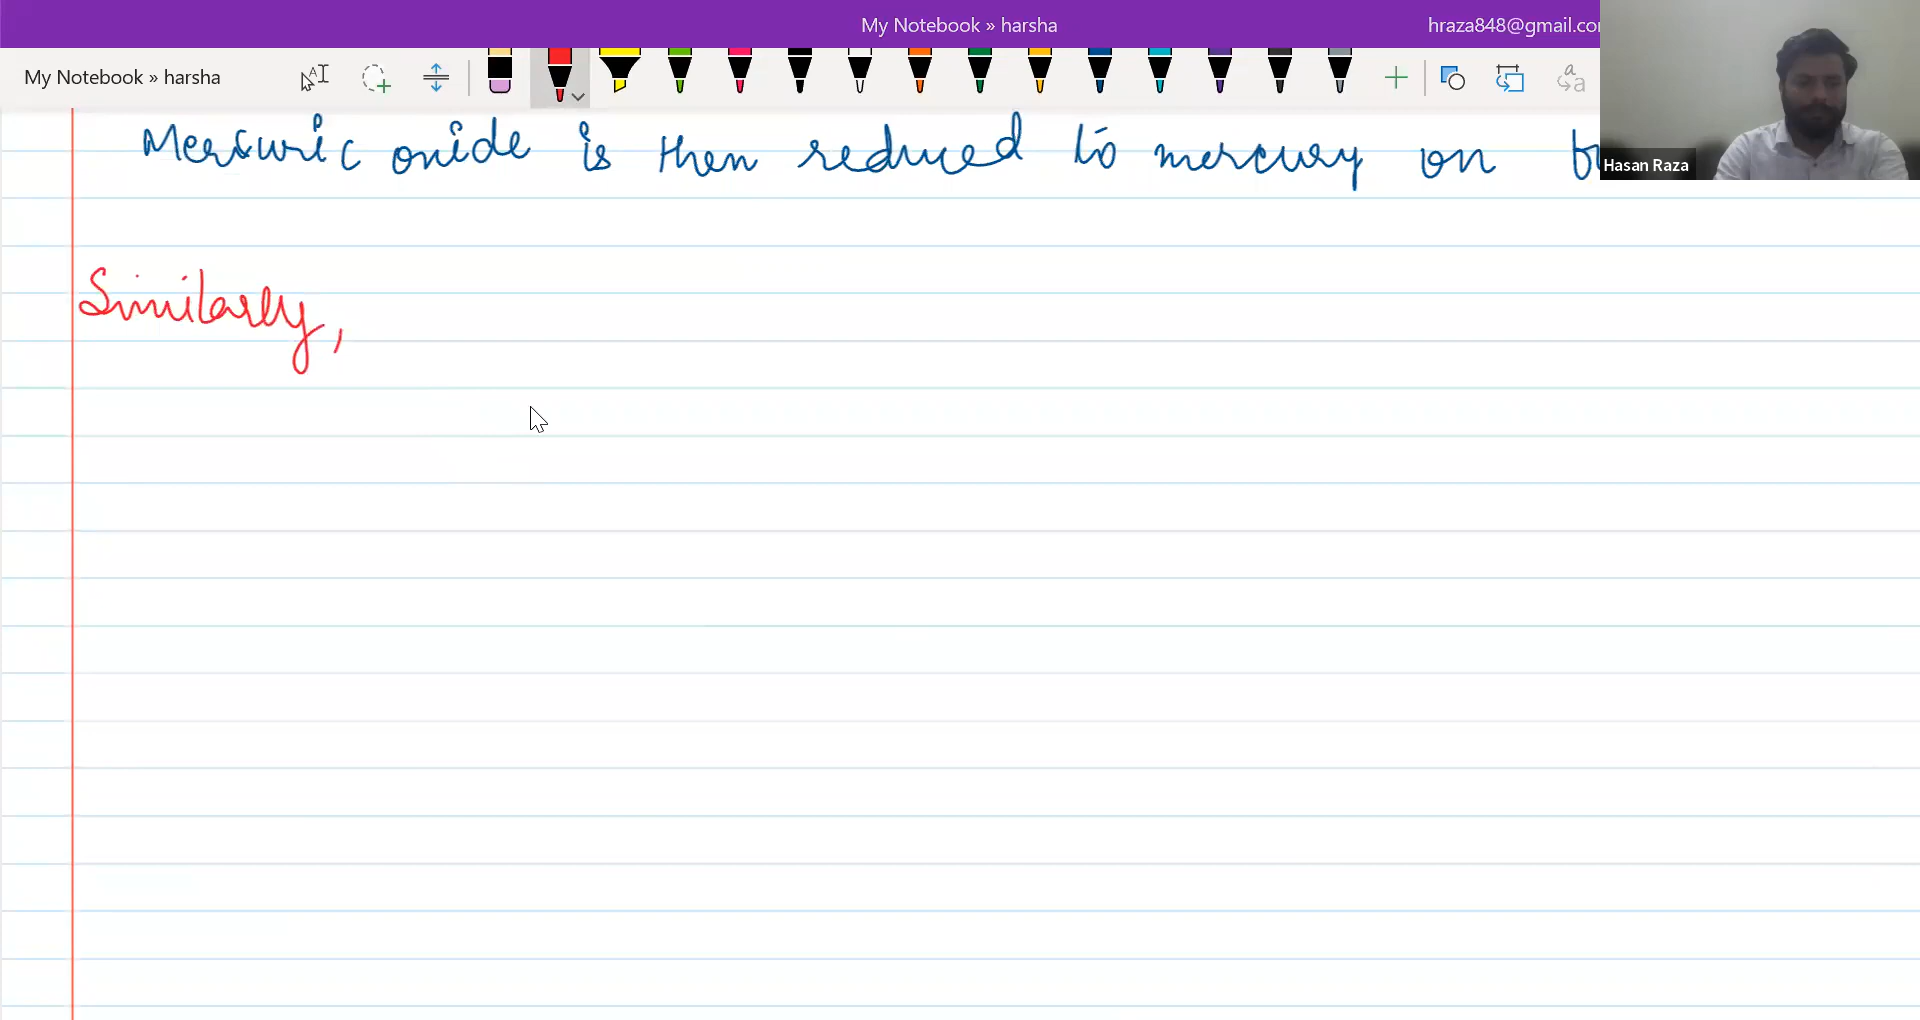 My Notebook » harsha
hraza848@gmail.co
My Notebook » harsha
Hasan Raza
Mercuric oxide is then reduced to mercury on
Similarly,